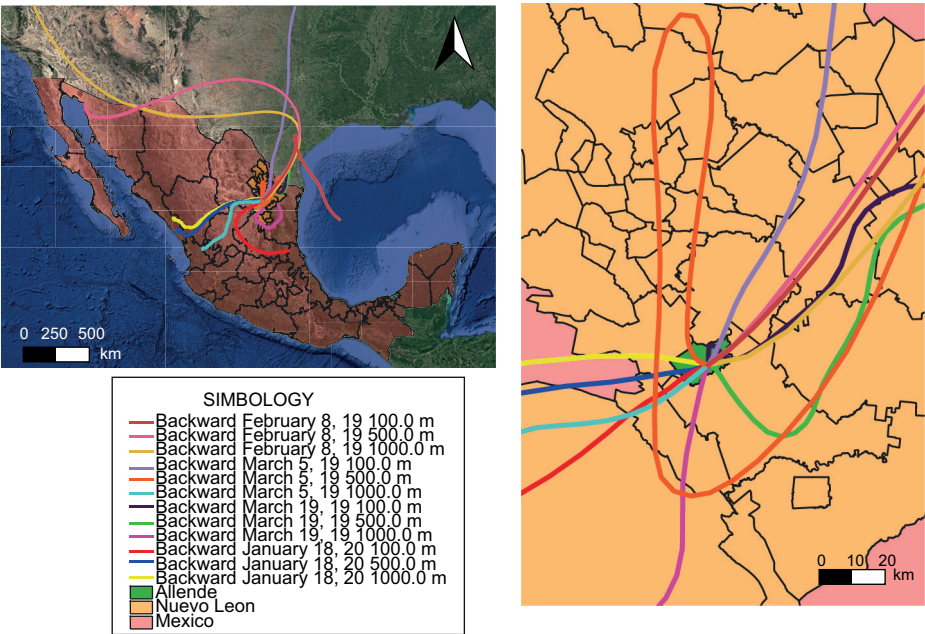 0 250 500
km
SIMBOLOGY
Backward February 8, 19 100.0 m
Backward February 8, 19 500.0 m
Backward February 8, 19 1000.0 m
Backward March 5, 19 100.0 m
Backward March 5, 19 500.0 m
Backward March 5, 19 1000.0 m
Backward March 19, 19 100.0 m
Backward March 19, 19 500.0 m
Backward March 19, 19 1000.0 m
Backward January 18, 20 100.0 m
Backward January 18, 20 500.0 m
Backward January 18, 20 1000.0 m
Allende
Nuevo Leon
Mexico
0 10 20
km